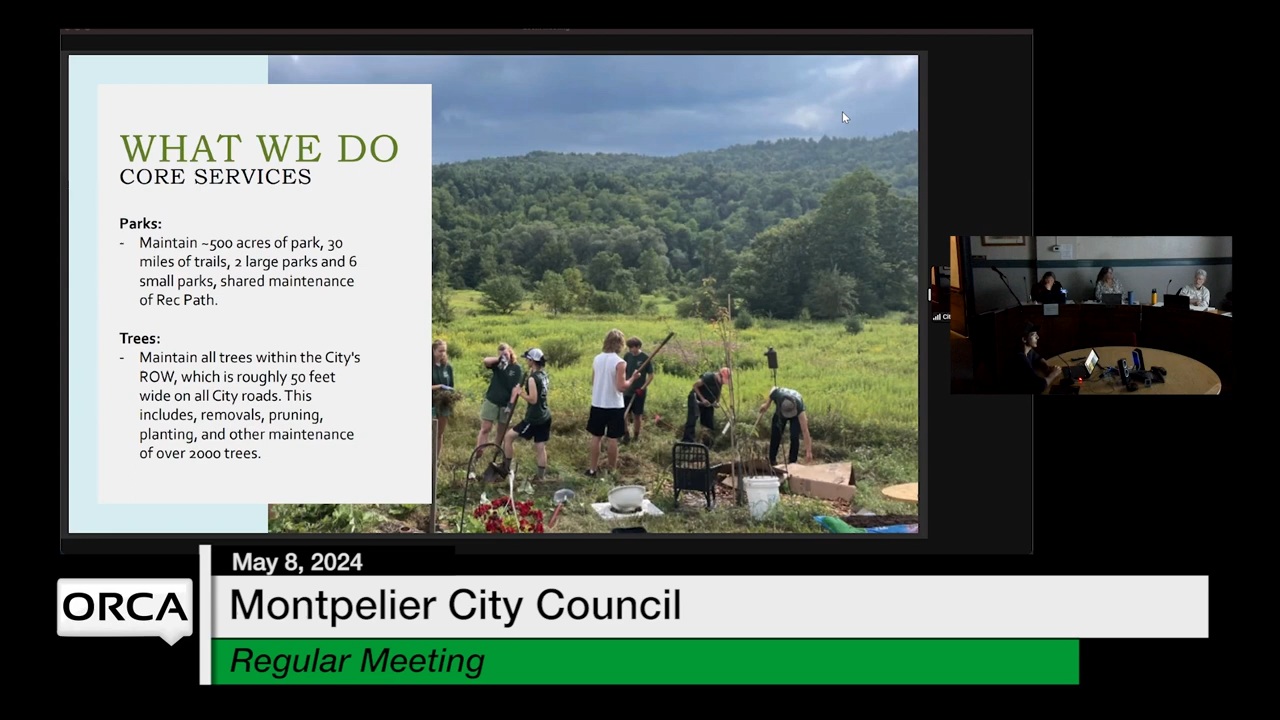 WHAT WE DO
CORE SERVICES
Parks:
- Maintain ~500 acres of park, 30
miles of trails, 2 large parks and 6
small parks, shared maintenance
of Rec Path.
Trees:
- Maintain all trees within the City's
ROW, which is roughly 50 feet
wide on all City roads. This
includes, removals, pruning,
planting, and other maintenance
of over 2000 trees.
May 8, 2024
ORCA
Montpelier City Council
Regular Meeting